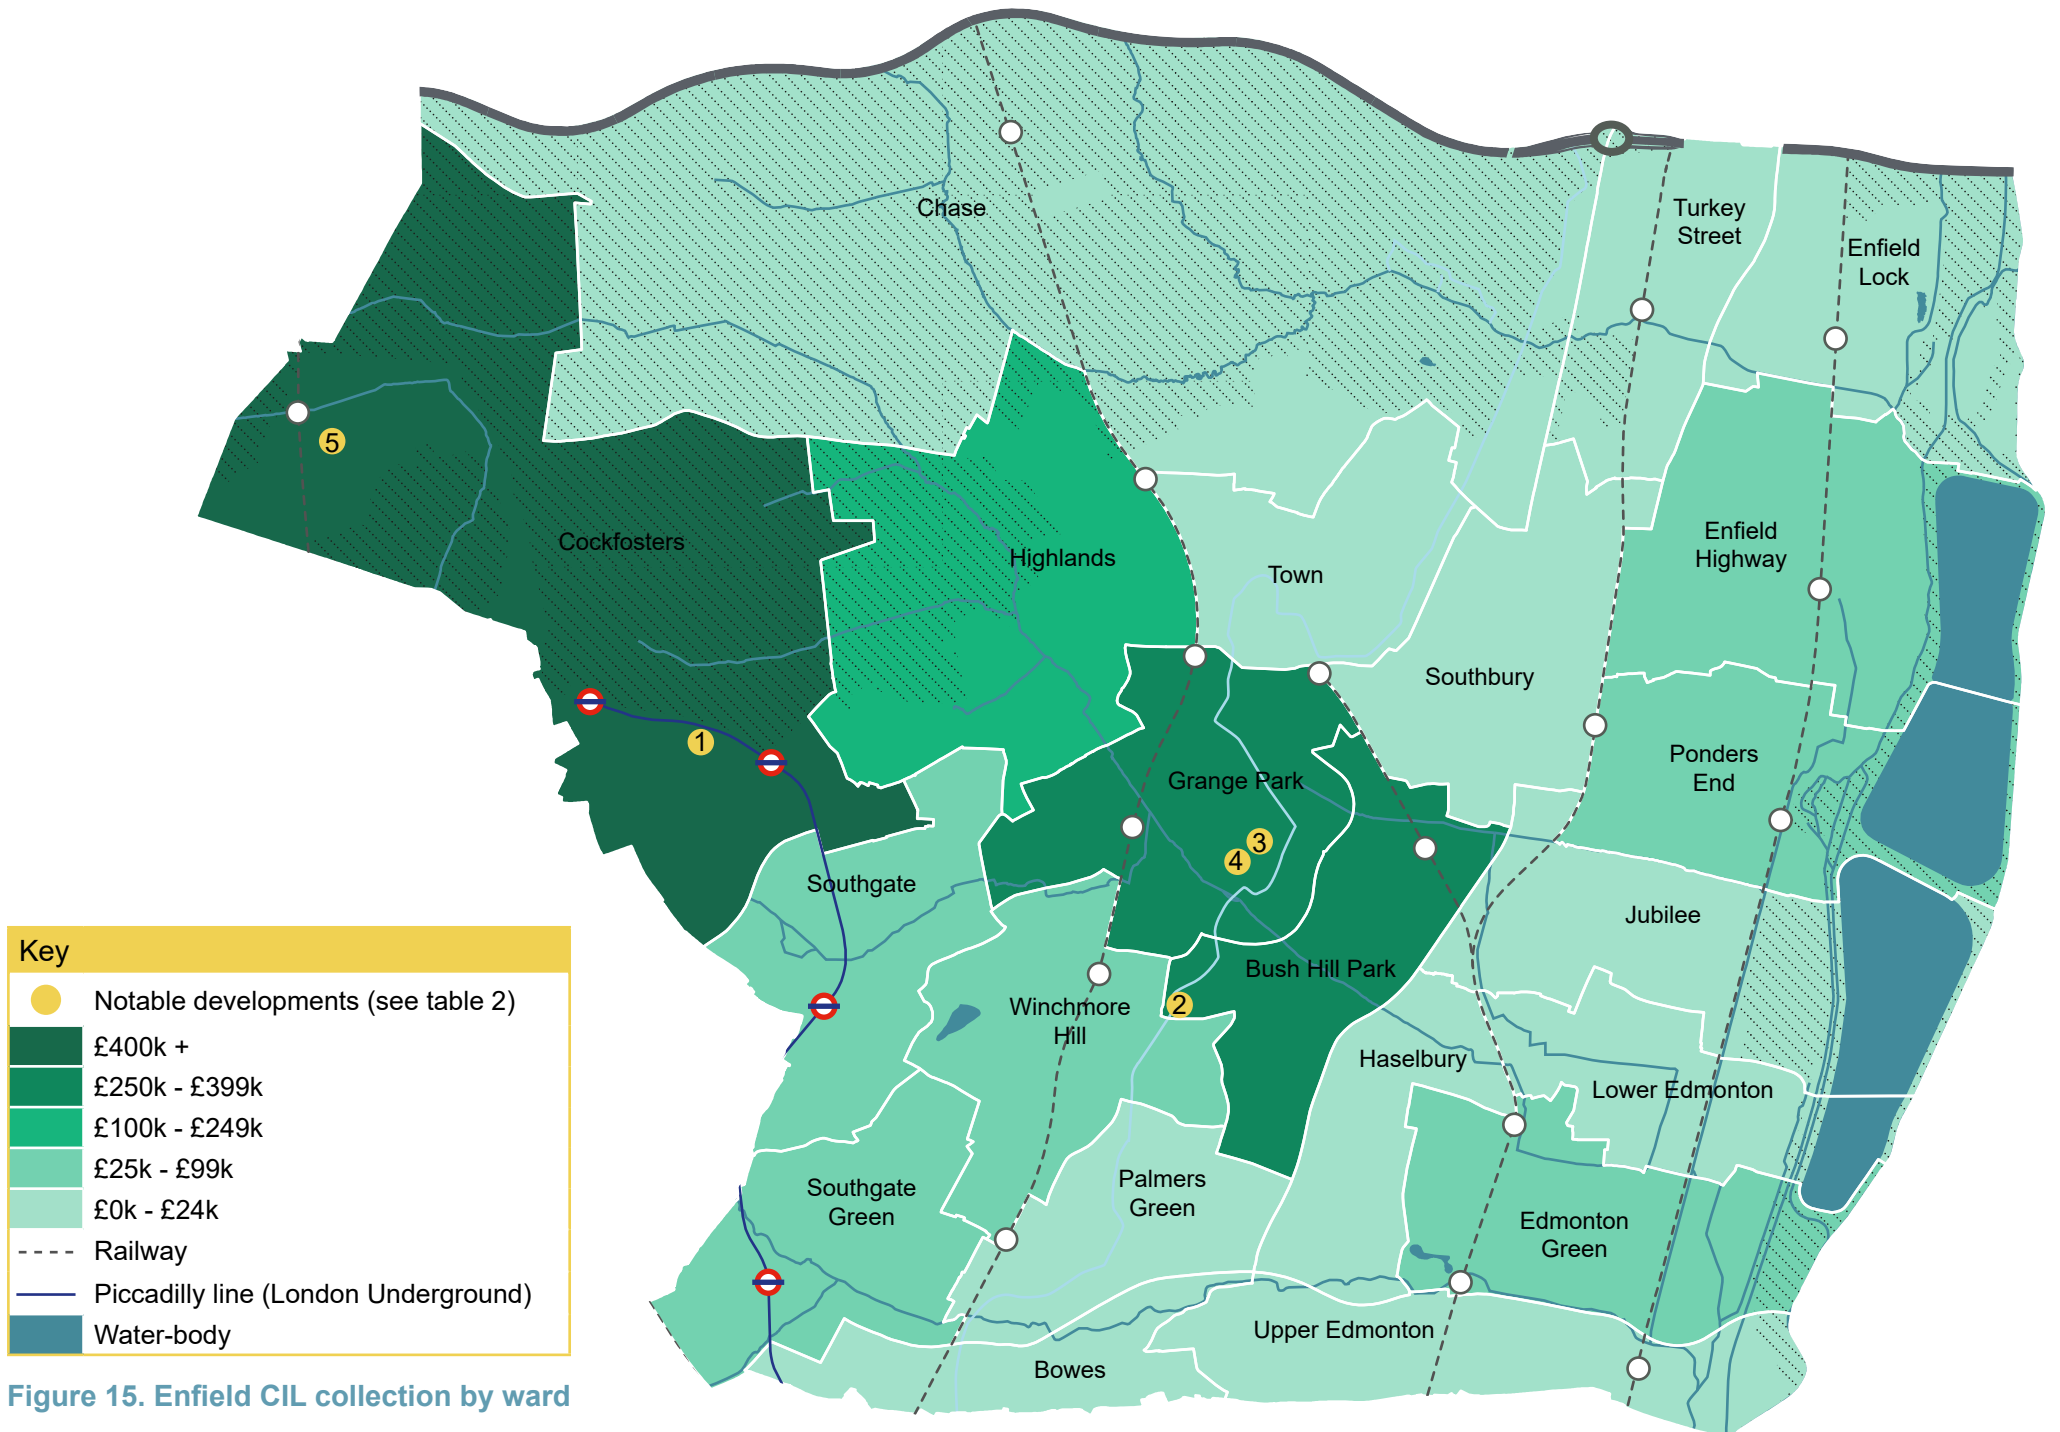 Chase
Turkey
Street
Enfield
Lock
5
Cockfosters
Highlands
Town
Enfield
Highway
Southbury
1
Grange Park
Ponders
End
3
4
Southgate
Jubilee
Bush Hill Park
2
Winchmore
Hill
Haselbury
Lower Edmonton
Palmers
Green
Southgate
Green
Edmonton
Green
Upper Edmonton
Bowes
Key
Notable developments (see table 2)
£400k +
£250k - £399k
£100k - £249k
£25k - £99k
£0k - £24k
Railway
Piccadilly line (London Underground)
Water-body
Figure 15. Enfield CIL collection by ward